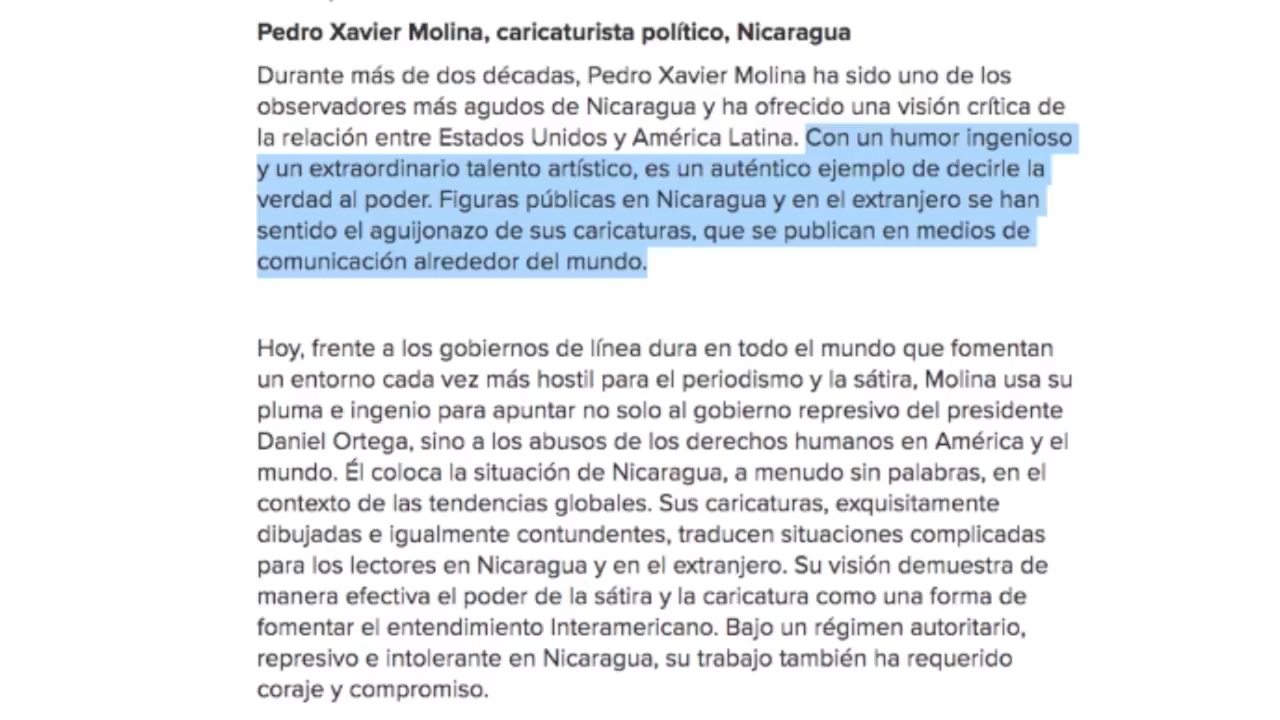 Pedro Xavier Molina, caricaturista político, Nicaragua
Durante más de dos décadas, Pedro Xavier Molina ha sido uno de los
observadores más agudos de Nicaragua y ha ofrecido una visión crítica de
la relación entre Estados Unidos y América Latina. Con un humor ingenioso
y un extraordinario talento artístico, es un auténtico ejemplo de decirle la
verdad al poder. Figuras públicas en Nicaragua y en el extranjero se han
sentido el aguijonazo de sus caricaturas, que se publican en medios de
comunicación alrededor del mundo.
Hoy, frente a los gobiernos de línea dura en todo el mundo que fomentan
un entorno cada vez más hostil para el periodismo y la sátira, Molina usa su
pluma e ingenio para apuntar no solo al gobierno represivo del presidente
Daniel Ortega, sino a los abusos de los derechos humanos en América y el
mundo. Él coloca la situación de Nicaragua, a menudo sin palabras, en el
contexto de las tendencias globales. Sus caricaturas, exquisitamente
dibujadas e igualmente contundentes, traducen situaciones complicadas
para los lectores en Nicaragua y en el extranjero. Su visión demuestra de
manera efectiva el poder de la sátira y la caricatura como una forma de
fomentar el entendimiento Interamericano. Bajo un régimen autoritario,
represivo e intolerante en Nicaragua, su trabajo también ha requerido
coraje y compromiso.